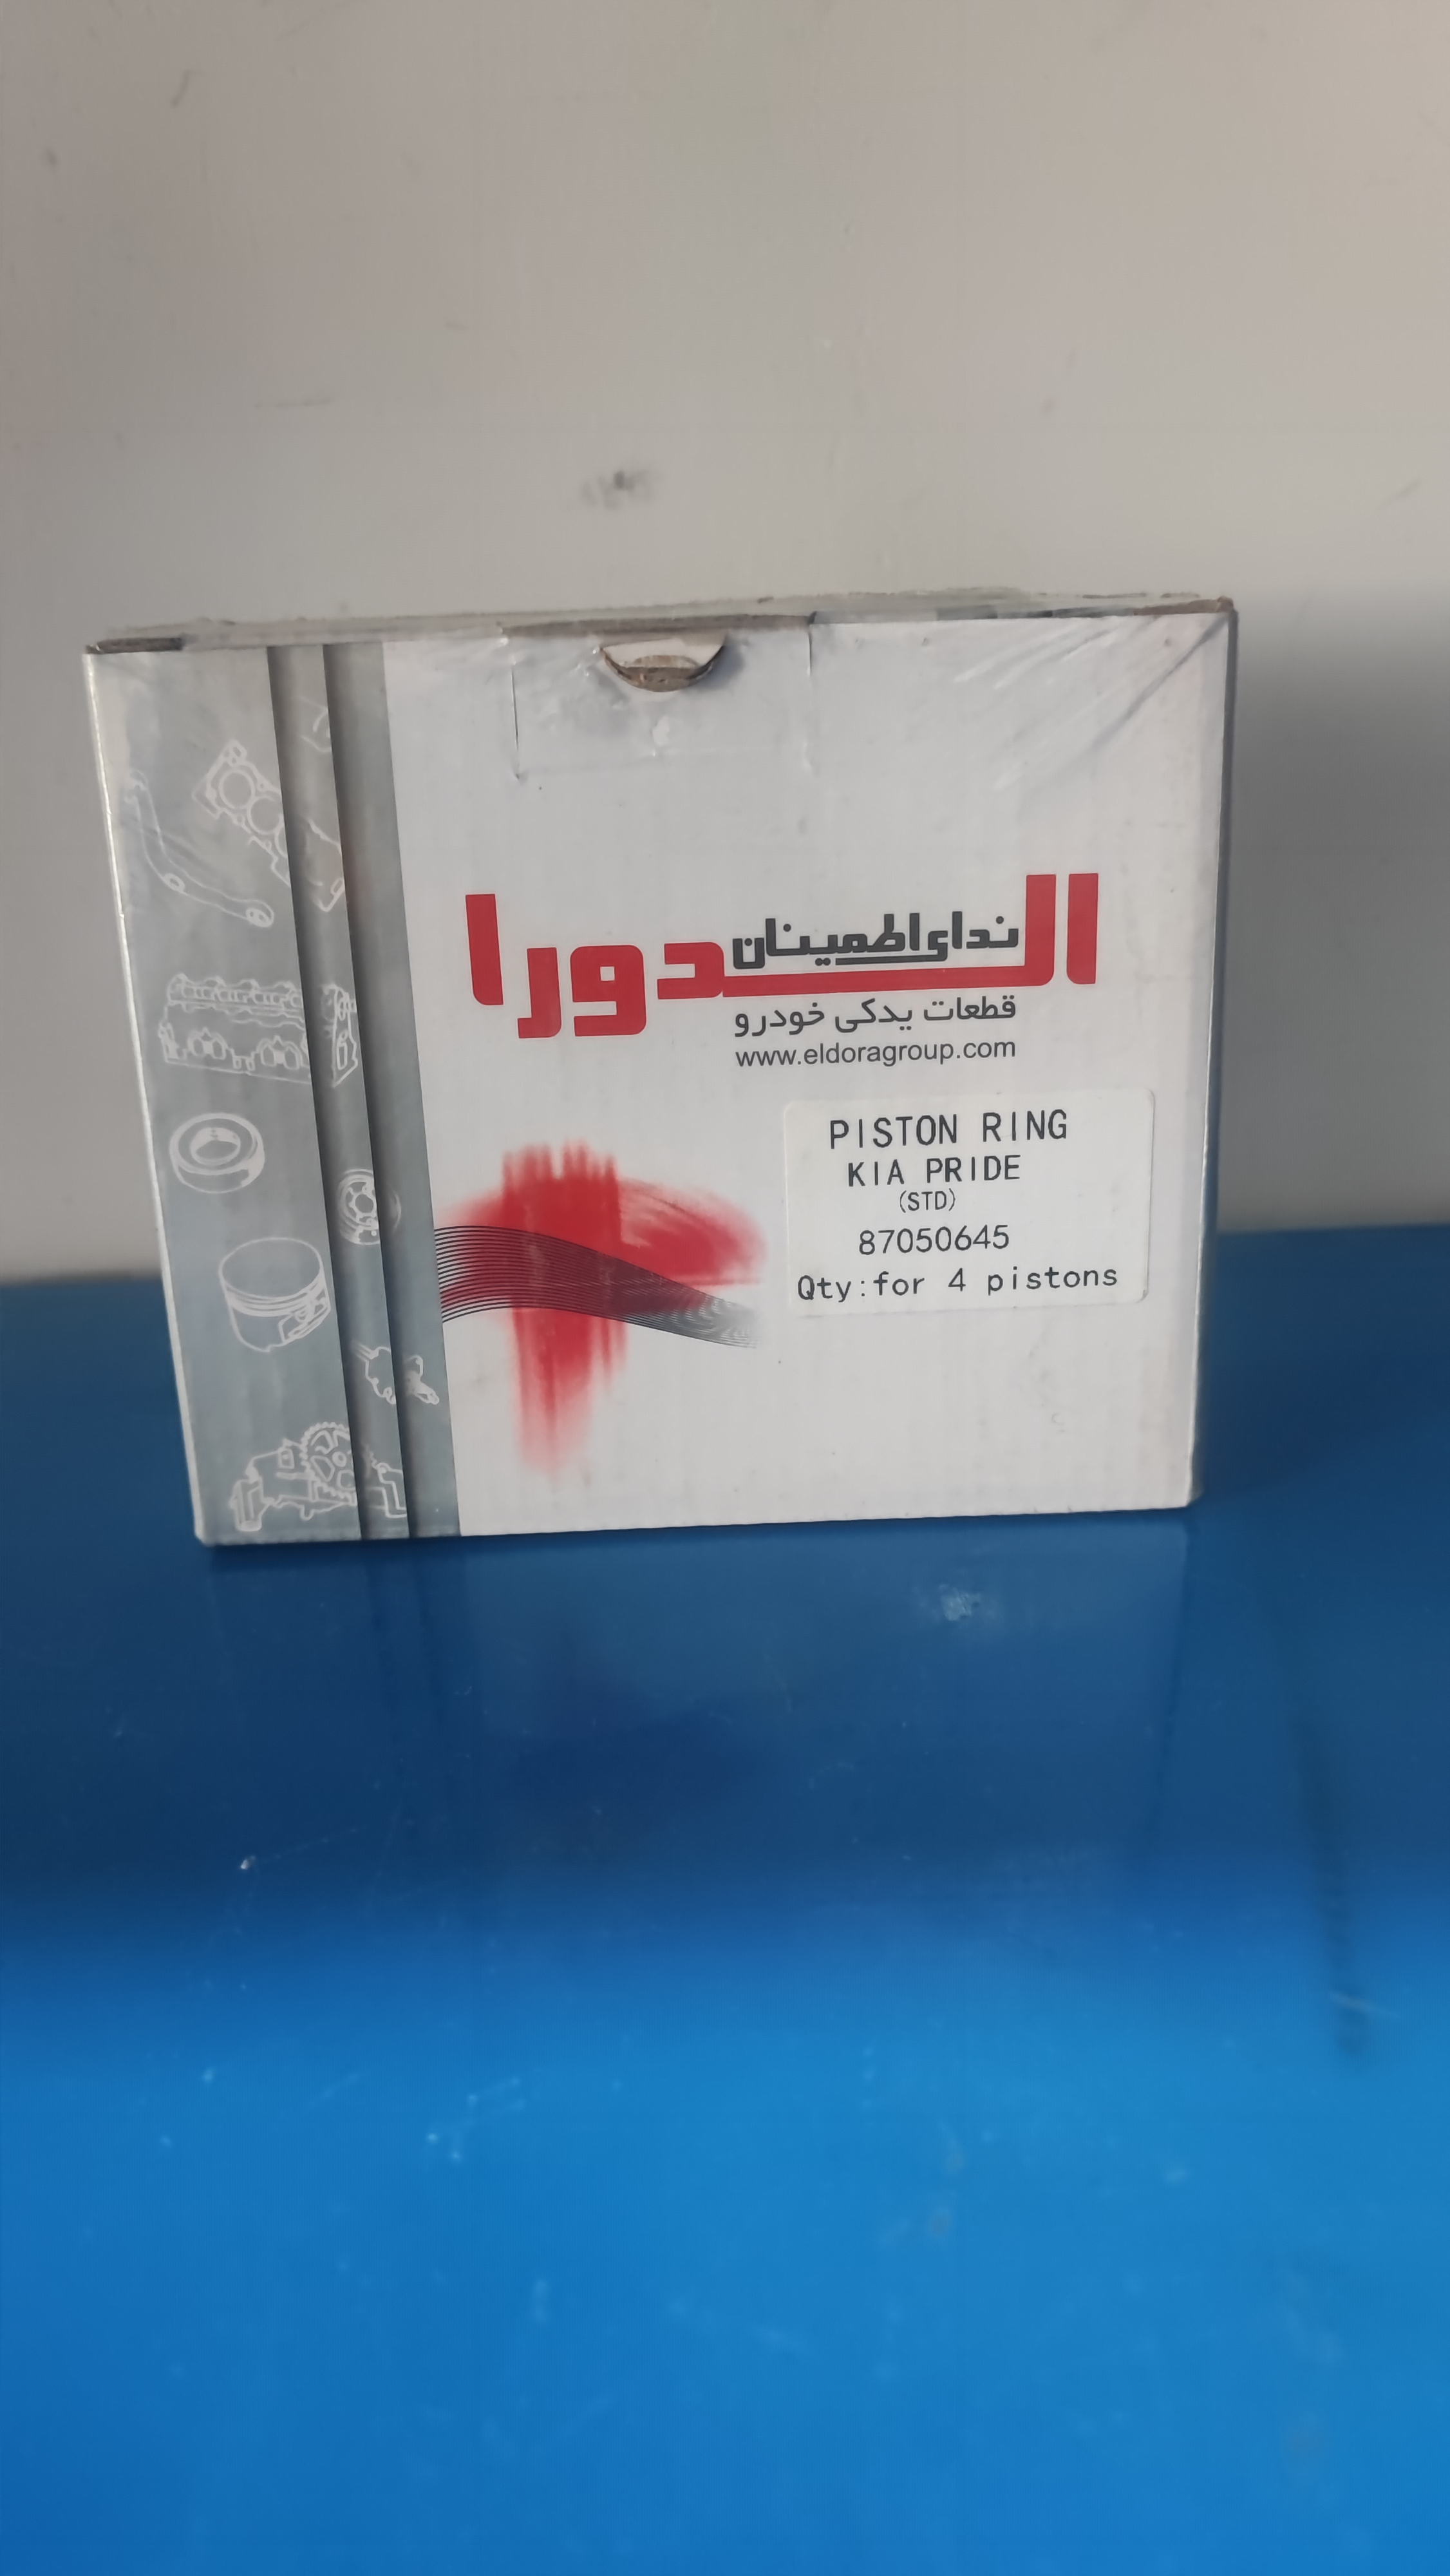 الدورا
ندای اطمینان
قطعات یدکی خودرو
www.eldoragroup.com
PISTON RING
KIA PRIDE
(STD)
87050645
Qty:for 4 pistons